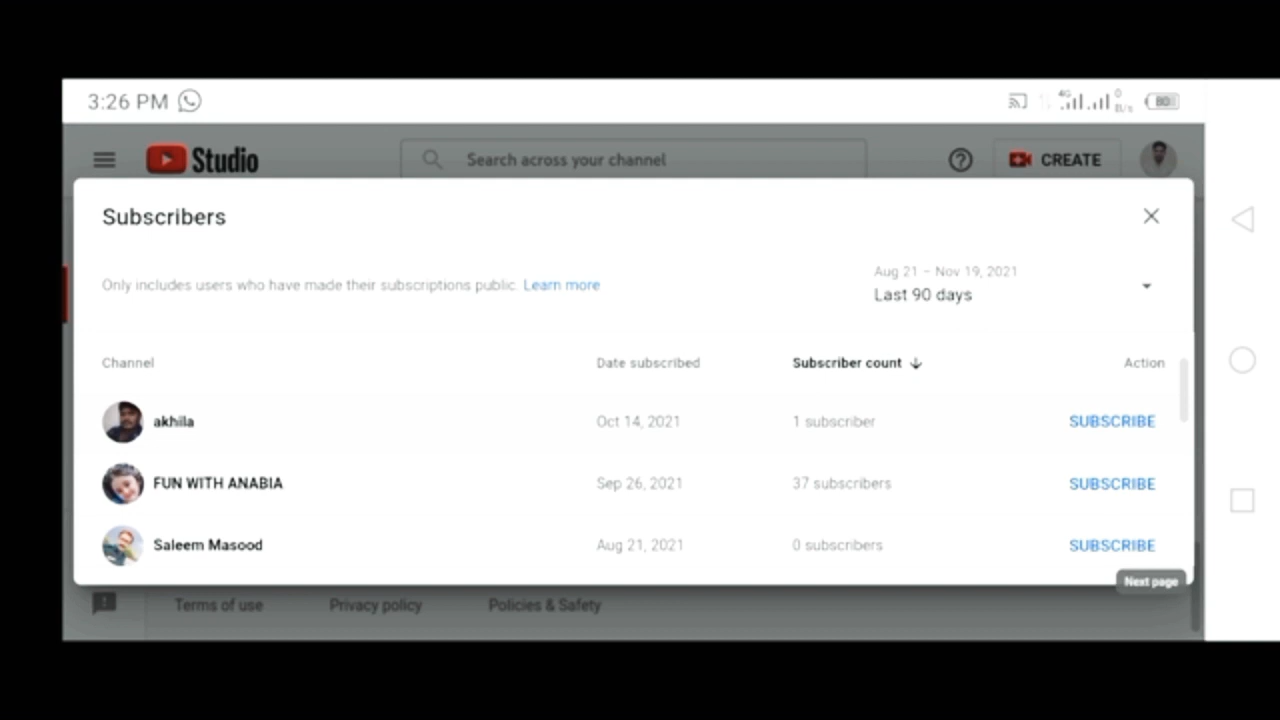 3:26 PM
4G
0
B/s
80
Studio
Search across your channel
CREATE
Subscribers
Only includes users who have made their subscriptions public. Learn more
Aug 21 – Nov 19, 2021
Last 90 days
Channel
Date subscribed
Subscriber count
Action
akhila
Oct 14, 2021
1 subscriber
SUBSCRIBE
FUN WITH ANABIA
Sep 26, 2021
37 subscribers
SUBSCRIBE
Saleem Masood
Aug 21, 2021
0 subscribers
SUBSCRIBE
Next page
Terms of use
Privacy policy
Policies & Safety